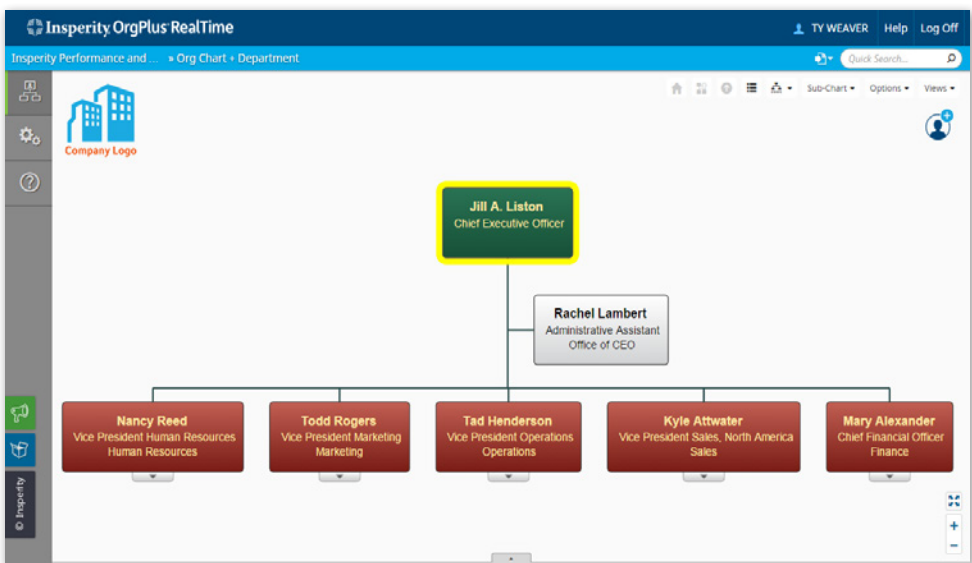 Insperity OrgPlus® RealTime
TY WEAVER Help Log Off
Insperity Performance and ... » Org Chart + Department
Quick Search...
Sub-Chart Options Views
Company Logo
Jill A. Liston
Chief Executive Officer
Rachel Lambert
Administrative Assistant
Office of CEO
Nancy Reed
Vice President Human Resources
Human Resources
Todd Rogers
Vice President Marketing
Marketing
Tad Henderson
Vice President Operations
Operations
Kyle Attwater
Vice President Sales, North America
Sales
Mary Alexander
Chief Financial Officer
Finance
© Insperity